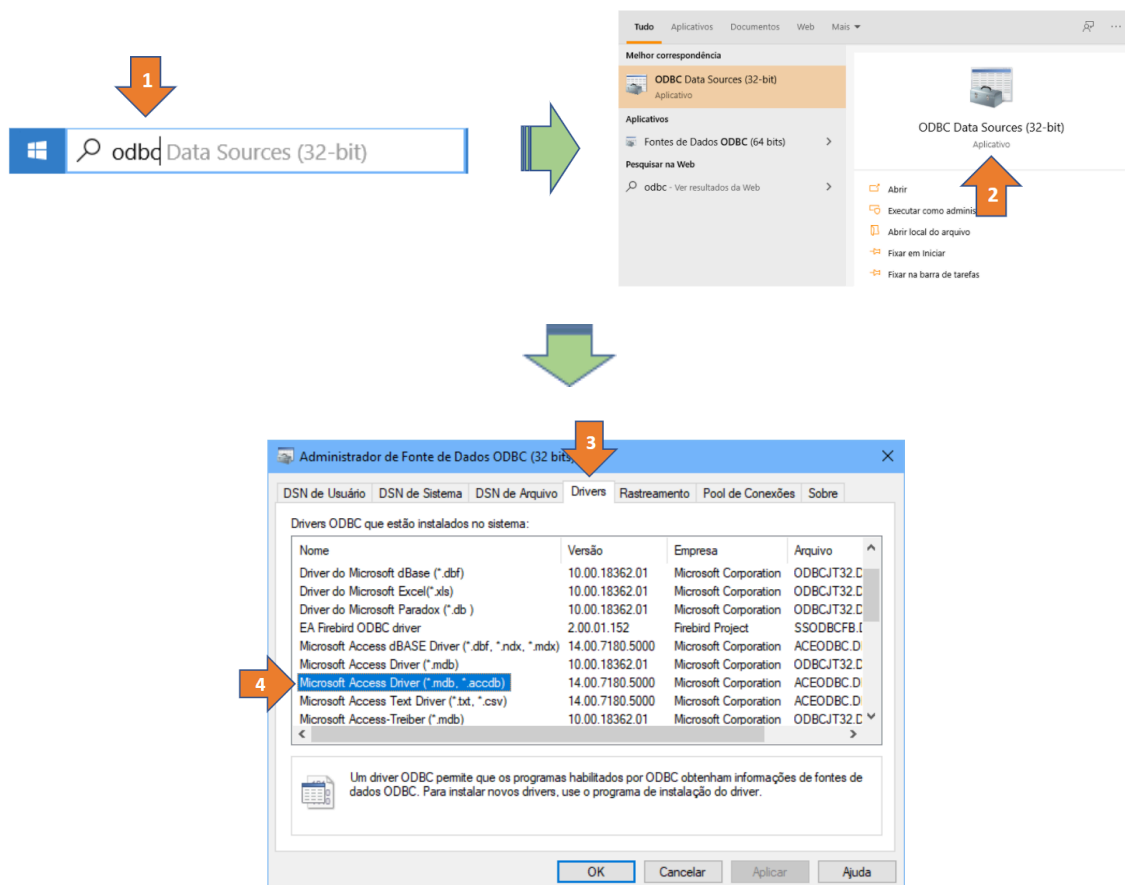 1
odbc Data Sources (32-bit)
Tudo Aplicativos Documentos Web Mais
Melhor correspondência
ODBC Data Sources (32-bit)
Aplicativo
Aplicativos
Fontes de Dados ODBC (64 bits)
Pesquisar na Web
odbc - Ver resultados da Web
ODBC Data Sources (32-bit)
Aplicativo
2
Abrir
Executar como adminis
Abrir local do arquivo
Fixar em Iniciar
Fixar na barra de tarefas
3
Administrador de Fonte de Dados ODBC (32 bits
DSN de Usuário DSN de Sistema DSN de Arquivo Drivers Rastreamento Pool de Conexões Sobre
Drivers ODBC que estão instalados no sistema:
Nome Versão Empresa Arquivo
Driver do Microsoft dBase (*.dbf) 10.00.18362.01 Microsoft Corporation ODBCJT32.D
Driver do Microsoft Excel(*.xls) 10.00.18362.01 Microsoft Corporation ODBCJT32.D
Driver do Microsoft Paradox (*.db ) 10.00.18362.01 Microsoft Corporation ODBCJT32.D
EA Firebird ODBC driver 2.00.01.152 Firebird Project SSODBCFB.D
Microsoft Access dBASE Driver (*.dbf, *.ndx, *.mdx) 14.00.7180.5000 Microsoft Corporation ACEODBC.D
Microsoft Access Driver (*.mdb) 10.00.18362.01 Microsoft Corporation ODBCJT32.D
4
Microsoft Access Driver (*.mdb, *.accdb) 14.00.7180.5000 Microsoft Corporation ACEODBC.D
Microsoft Access Text Driver (*.txt, *.csv) 14.00.7180.5000 Microsoft Corporation ACEODBC.D
Microsoft Access-Treiber (*.mdb) 10.00.18362.01 Microsoft Corporation ODBCJT32.D
Um driver ODBC permite que os programas habilitados por ODBC obtenham informações de fontes de
dados ODBC. Para instalar novos drivers, use o programa de instalação do driver.
OK Cancelar Aplicar Ajuda